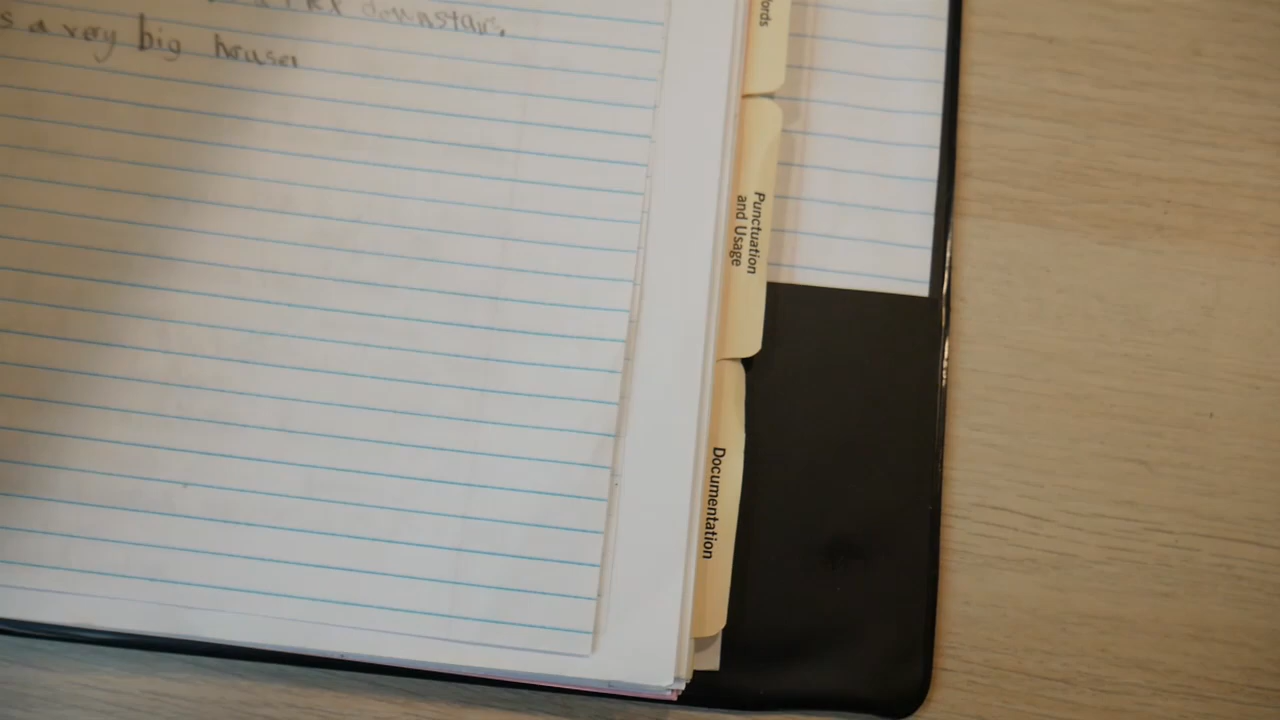 downstairs.
s a very big house.
ords
Punctuation
and Usage
Documentation